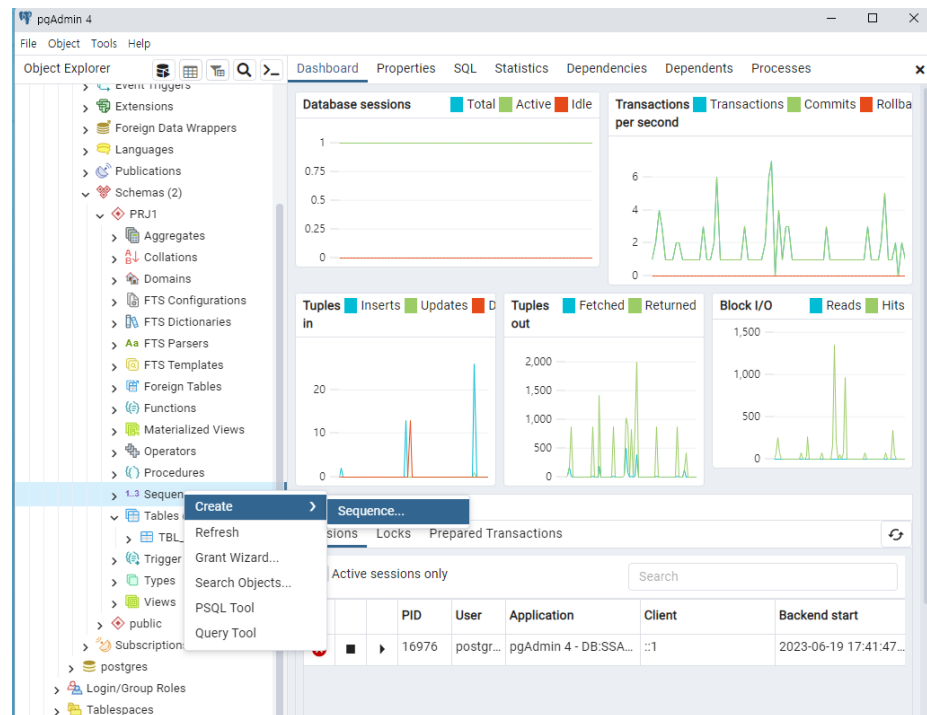 pqAdmin 4
File Object Tools Help
Object Explorer
Dashboard Properties SQL Statistics Dependencies Dependents Processes
Event Triggers
Extensions
Foreign Data Wrappers
Languages
Publications
Schemas (2)
PRJ1
Aggregates
Collations
Domains
FTS Configurations
FTS Dictionaries
FTS Parsers
FTS Templates
Foreign Tables
Functions
Materialized Views
Operators
Procedures
1..3 Sequen
Tables
TBL_
Trigger
Types
Views
public
Subscription
postgres
Login/Group Roles
Tablespaces
Create
Refresh
Grant Wizard...
Search Objects...
PSQL Tool
Query Tool
Sequence...
Database sessions Total Active Idle
1
0.75
0.5
0.25
0
Transactions per second Transactions Commits Rollba
6
4
2
0
Tuples in Inserts Updates D
20
10
0
Tuples out Fetched Returned
2,000
1,500
1,000
500
0
Block I/O Reads Hits
1,500
1,000
500
0
sions Locks Prepared Transactions
Active sessions only
Search
PID User Application Client Backend start
16976 postgr... pgAdmin 4 - DB:SSA... ::1 2023-06-19 17:41:47...